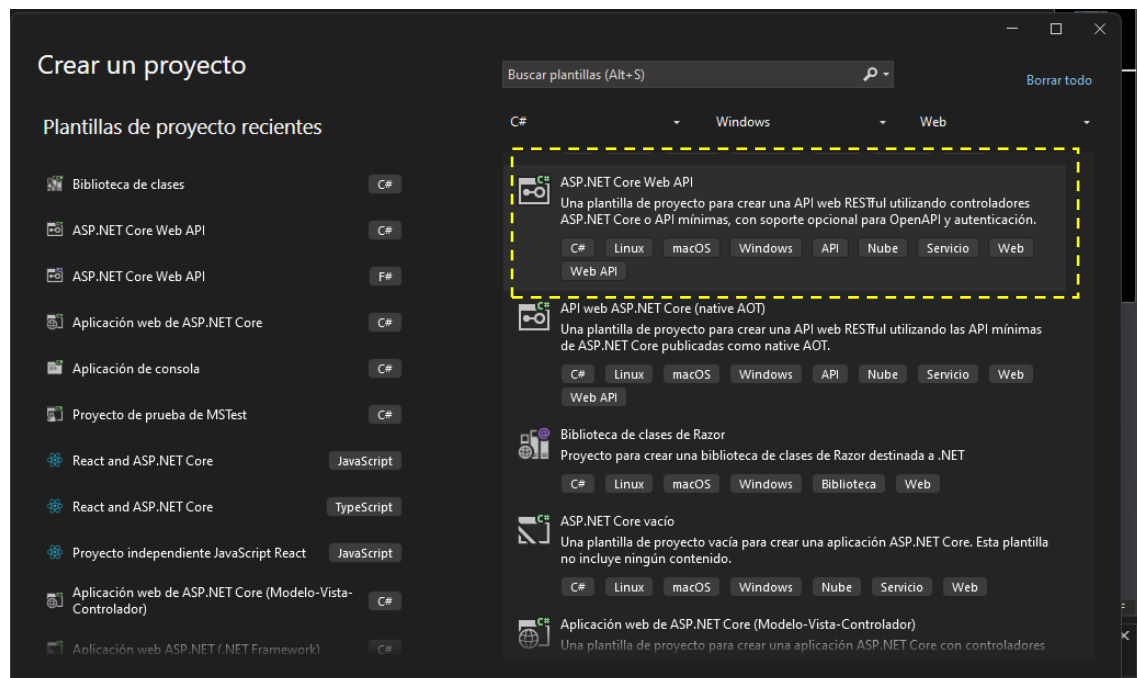 Crear un proyecto
Buscar plantillas (Alt+S)
Borrar todo
Plantillas de proyecto recientes
C#
Windows
Web
Biblioteca de clases
C#
ASP.NET Core Web API
C#
ASP.NET Core Web API
F#
Aplicación web de ASP.NET Core
C#
Aplicación de consola
C#
Proyecto de prueba de MSTest
C#
React and ASP.NET Core
JavaScript
React and ASP.NET Core
TypeScript
Proyecto independiente JavaScript React
JavaScript
Aplicación web de ASP.NET Core (Modelo-Vista-
Controlador)
C#
Aplicación web ASP.NET (.NET Framework)
C#
ASP.NET Core Web API
Una plantilla de proyecto para crear una API web RESTful utilizando controladores
ASP.NET Core o API mínimas, con soporte opcional para OpenAPI y autenticación.
C# Linux macOS Windows API Nube Servicio Web
Web API
API web ASP.NET Core (native AOT)
Una plantilla de proyecto para crear una API web RESTful utilizando las API mínimas
de ASP.NET Core publicadas como native AOT.
C# Linux macOS Windows API Nube Servicio Web
Web API
Biblioteca de clases de Razor
Proyecto para crear una biblioteca de clases de Razor destinada a .NET
C# Linux macOS Windows Biblioteca Web
ASP.NET Core vacío
Una plantilla de proyecto vacía para crear una aplicación ASP.NET Core. Esta plantilla
no incluye ningún contenido.
C# Linux macOS Windows Nube Servicio Web
Aplicación web de ASP.NET Core (Modelo-Vista-Controlador)
Una plantilla de proyecto para crear una aplicación ASP.NET Core con controladores